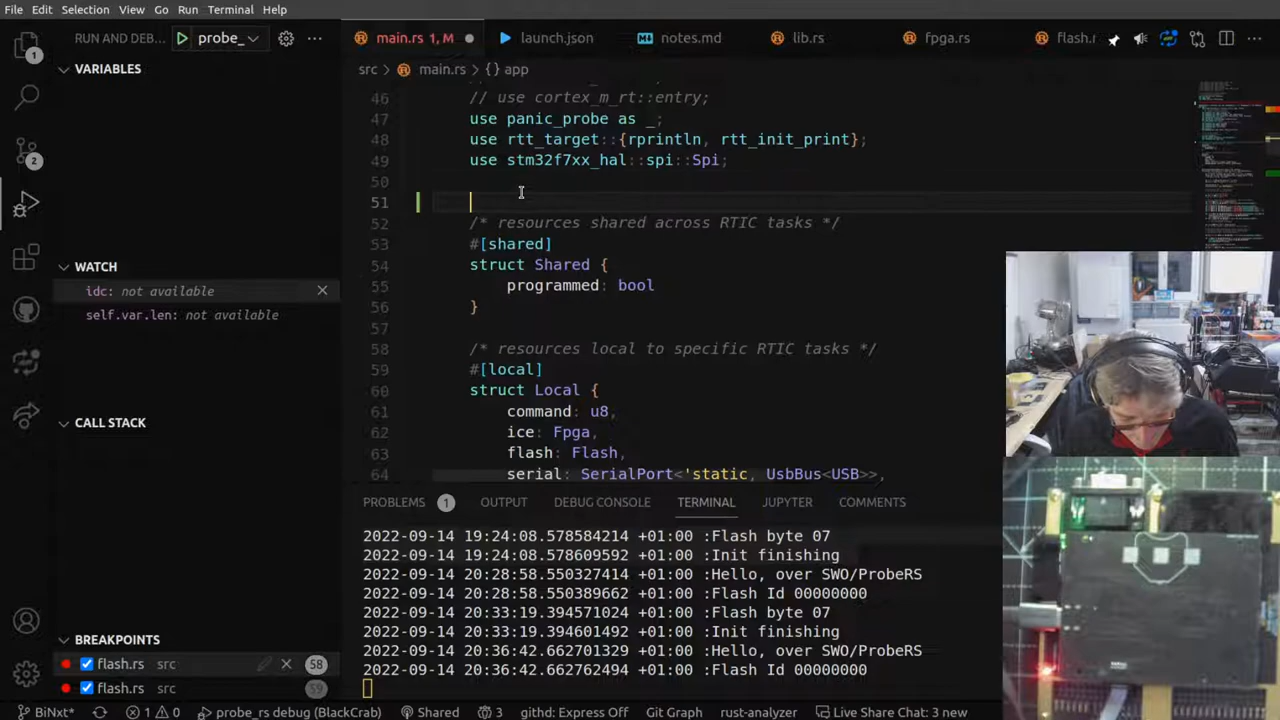 File Edit Selection View Go Run Terminal Help
RUN AND DEB... probe_ ...
main.rs 1, M
launch.json
notes.md
lib.rs
fpga.rs
flash.r
1
VARIABLES
src > main.rs > {} app
46 // use cortex_m_rt::entry;
47 use panic_probe as _;
48 use rtt_target::{rprintln, rtt_init_print};
49 use stm32f7xx_hal::spi::Spi;
50
51
52 /* resources shared across RTIC tasks */
53 #[shared]
54 struct Shared {
55 programmed: bool
56 }
57
58 /* resources local to specific RTIC tasks */
59 #[local]
60 struct Local {
61 command: u8,
62 ice: Fpga,
63 flash: Flash,
64 serial: SerialPort<'static, UsbBus<USB>>,
2
WATCH
idc: not available
self.var.len: not available
CALL STACK
BREAKPOINTS
flash.rs src 58
flash.rs src 59
PROBLEMS 1 OUTPUT DEBUG CONSOLE TERMINAL JUPYTER COMMENTS
2022-09-14 19:24:08.578584214 +01:00 :Flash byte 07
2022-09-14 19:24:08.578609592 +01:00 :Init finishing
2022-09-14 20:28:58.550327414 +01:00 :Hello, over SWO/ProbeRS
2022-09-14 20:28:58.550389662 +01:00 :Flash Id 00000000
2022-09-14 20:33:19.394571024 +01:00 :Flash byte 07
2022-09-14 20:33:19.394601492 +01:00 :Init finishing
2022-09-14 20:36:42.662701329 +01:00 :Hello, over SWO/ProbeRS
2022-09-14 20:36:42.662762494 +01:00 :Flash Id 00000000
BiNxt* 1 0 probe_rs debug (BlackCrab) Shared 3 githd: Express Off Git Graph rust-analyzer Live Share Chat: 3 new